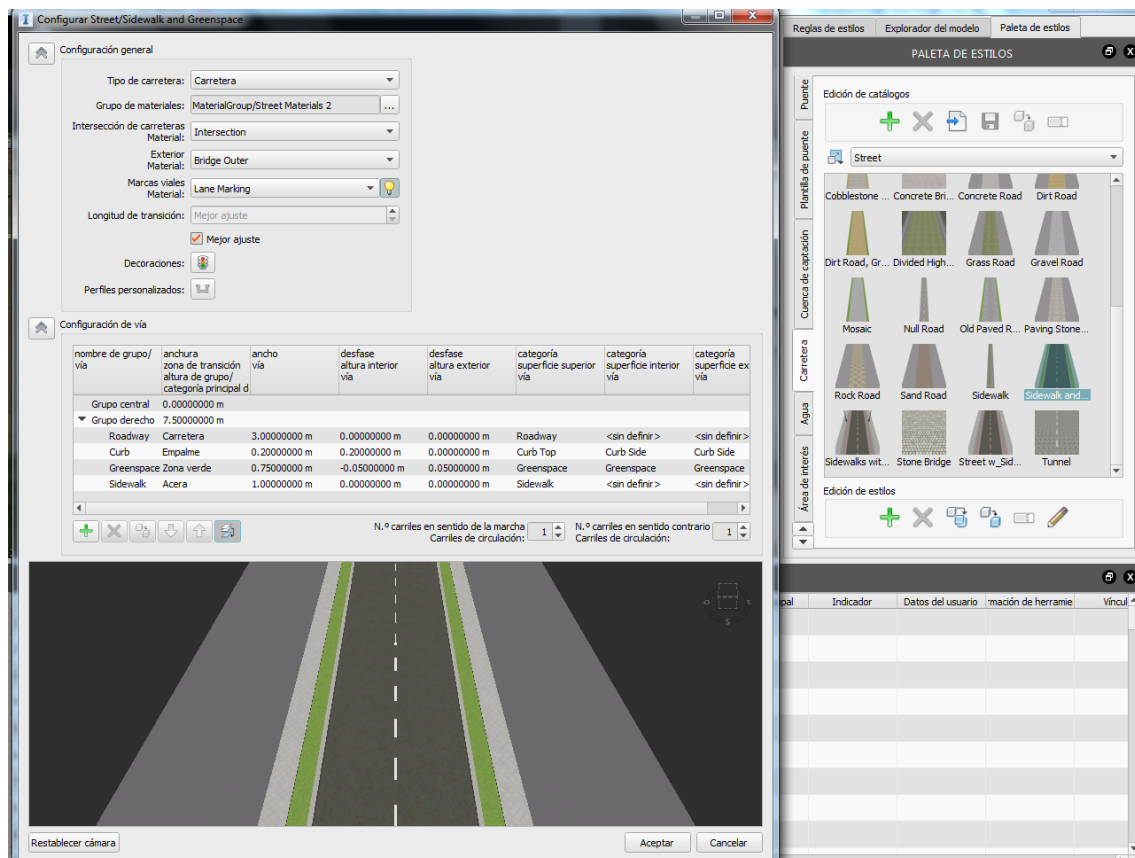 Configurar Street/Sidewalk and Greenspace
Configuración general
Tipo de carretera: Carretera
Grupo de materiales: MaterialGroup/Street Materials 2 ...
Intersección de carreteras
Material: Intersection
Exterior
Material: Bridge Outer
Marcas viales
Material: Lane Marking
Longitud de transición: Mejor ajuste
Mejor ajuste
Decoraciones:
Perfiles personalizados:
Configuración de vía
nombre de grupo/ anchura ancho desfase desfase categoría categoría categoría
vía zona de transición vía altura interior altura exterior superficie superior superficie interior superficie ex
altura de grupo/ vía vía vía vía vía
categoría principal d
Grupo central 0.00000000 m
Grupo derecho 7.50000000 m
Roadway Carretera 3.00000000 m 0.00000000 m 0.00000000 m Roadway <sin definir> <sin definir>
Curb Empalme 0.20000000 m 0.20000000 m 0.00000000 m Curb Top Curb Side Curb Side
Greenspace Zona verde 0.75000000 m -0.05000000 m 0.05000000 m Greenspace Greenspace Greenspace
Sidewalk Acera 1.00000000 m 0.00000000 m 0.00000000 m Sidewalk <sin definir> <sin definir>
N.º carriles en sentido de la marcha N.º carriles en sentido contrario
Carriles de circulación: 1 Carriles de circulación: 1
O S
Restablecer cámara Aceptar Cancelar
Reglas de estilos Explorador del modelo Paleta de estilos
PALETA DE ESTILOS
Puente
Plantilla de puente
Cuenca de captación
Carretera
Agua
Área de interés
Edición de catálogos
Street
Cobblestone ... Concrete Bri... Concrete Road Dirt Road
Dirt Road, Gr... Divided High... Grass Road Gravel Road
Mosaic Null Road Old Paved R... Paving Stone...
Rock Road Sand Road Sidewalk Sidewalk and...
Sidewalks wit... Stone Bridge Street w_Sid... Tunnel
Edición de estilos
pal Indicador Datos del usuario rmación de herramie Víncul